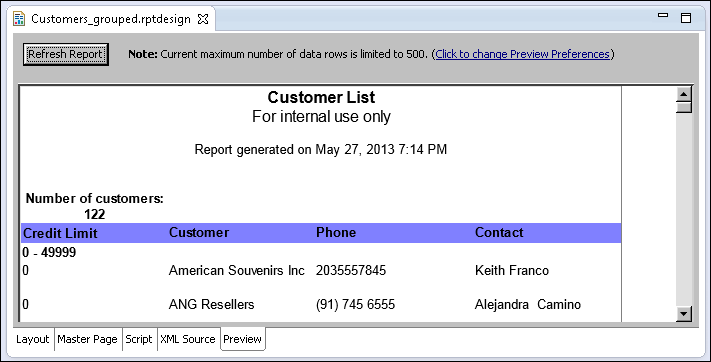 Customers_grouped.rptdesign
Refresh Report Note: Current maximum number of data rows is limited to 500. (Click to change Preview Preferences)
Customer List
For internal use only
Report generated on May 27, 2013 7:14 PM
Number of customers:
122
Credit Limit Customer Phone Contact
0 - 49999
0 American Souvenirs Inc 2035557845 Keith Franco
0 ANG Resellers (91) 745 6555 Alejandra Camino
Layout Master Page Script XML Source Preview